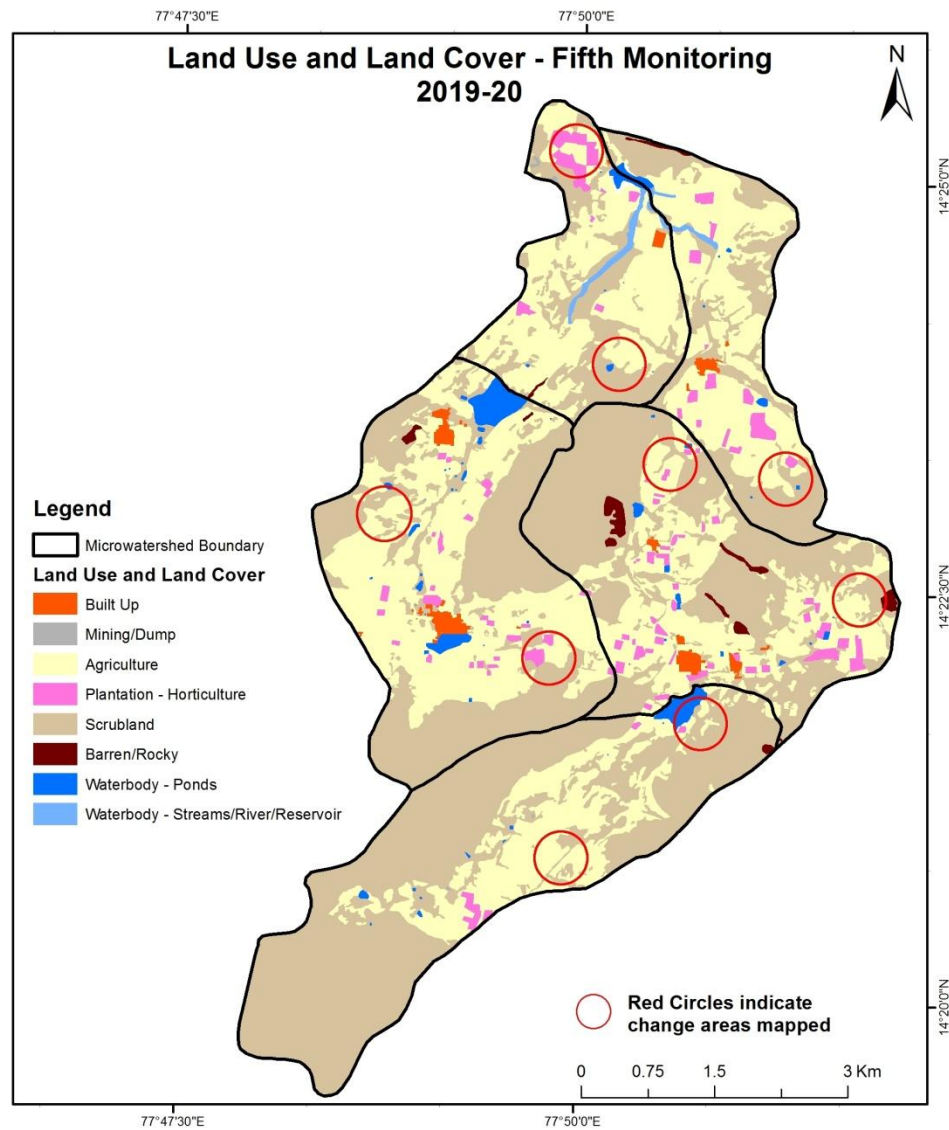 77°47'30"E
77°50'0"E
Land Use and Land Cover - Fifth Monitoring
2019-20
N
14°25'0"N
14°22'30"N
14°20'0"N
Legend
Microwatershed Boundary
Land Use and Land Cover
Built Up
Mining/Dump
Agriculture
Plantation - Horticulture
Scrubland
Barren/Rocky
Waterbody - Ponds
Waterbody - Streams/River/Reservoir
Red Circles indicate
change areas mapped
0 0.75 1.5 3 Km
77°47'30"E
77°50'0"E